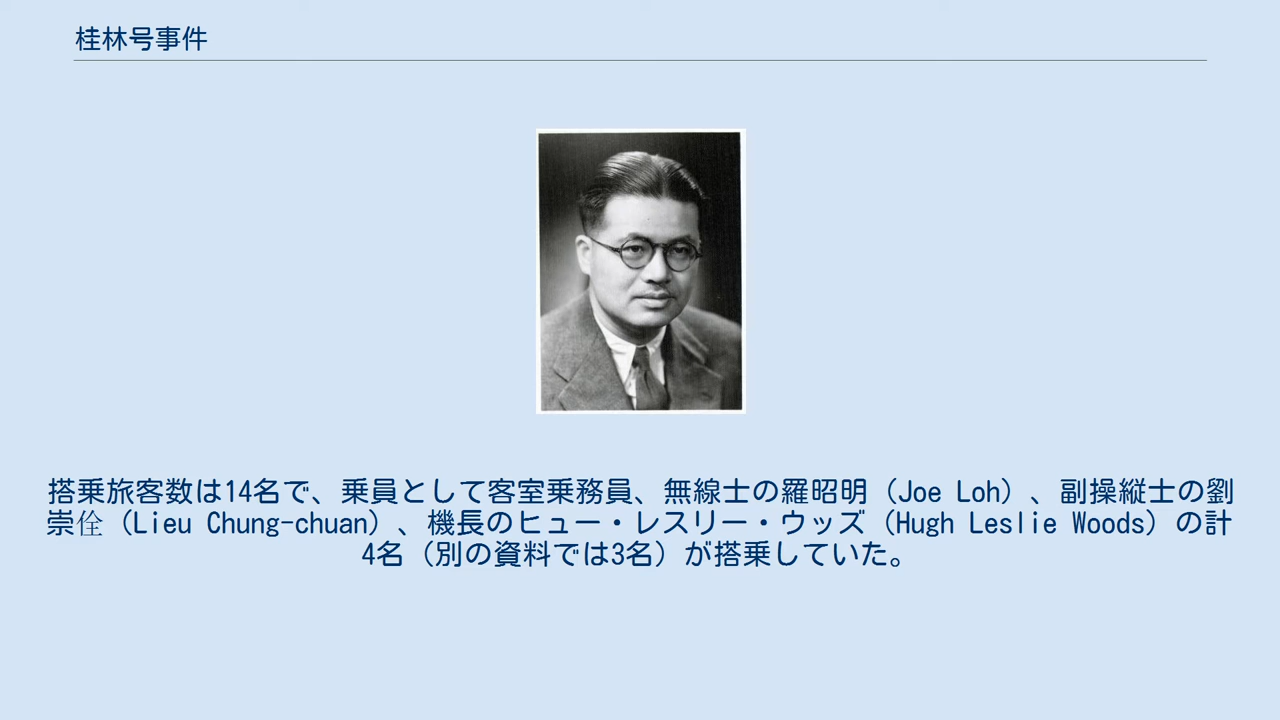 桂林号事件
搭乗旅客数は14名で、乗員として客室乗務員、無線士の羅昭明（Joe Loh）、副操縦士の劉
崇佺（Lieu Chung-chuan）、機長のヒュー・レスリー・ウッズ（Hugh Leslie Woods）の計
4名（別の資料では3名）が搭乗していた。